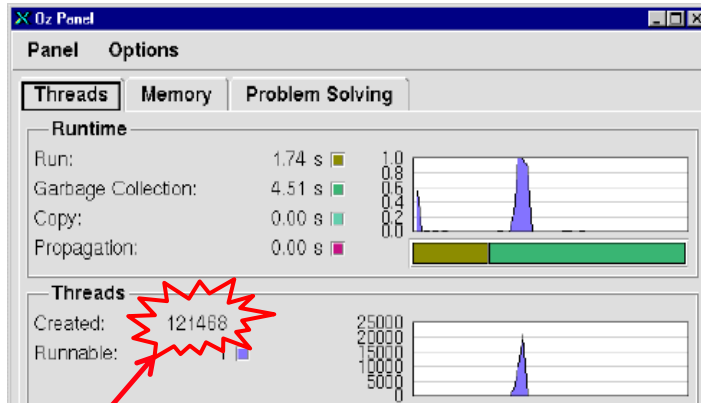 Oz Panel
Panel Options
Threads Memory Problem Solving
Runtime
Run: 1.74 s
Garbage Collection: 4.51 s
Copy: 0.00 s
Propagation: 0.00 s
1.0
0.8
0.6
0.4
0.2
0.0
Threads
Created: 121468
Runnable: 1
25000
20000
15000
10000
5000
0